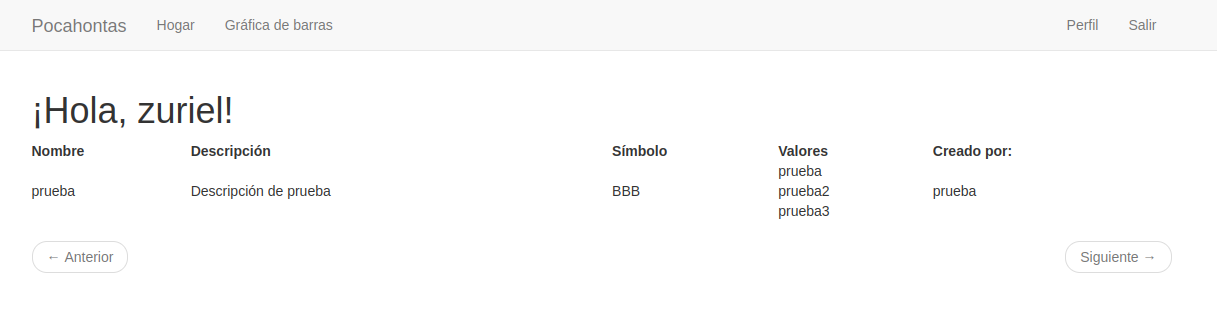 Pocahontas Hogar Gráfica de barras Perfil Salir
¡Hola, zuriel!
Nombre Descripción Símbolo Valores Creado por:
prueba
prueba Descripción de prueba BBB prueba2 prueba
prueba3
← Anterior Siguiente →